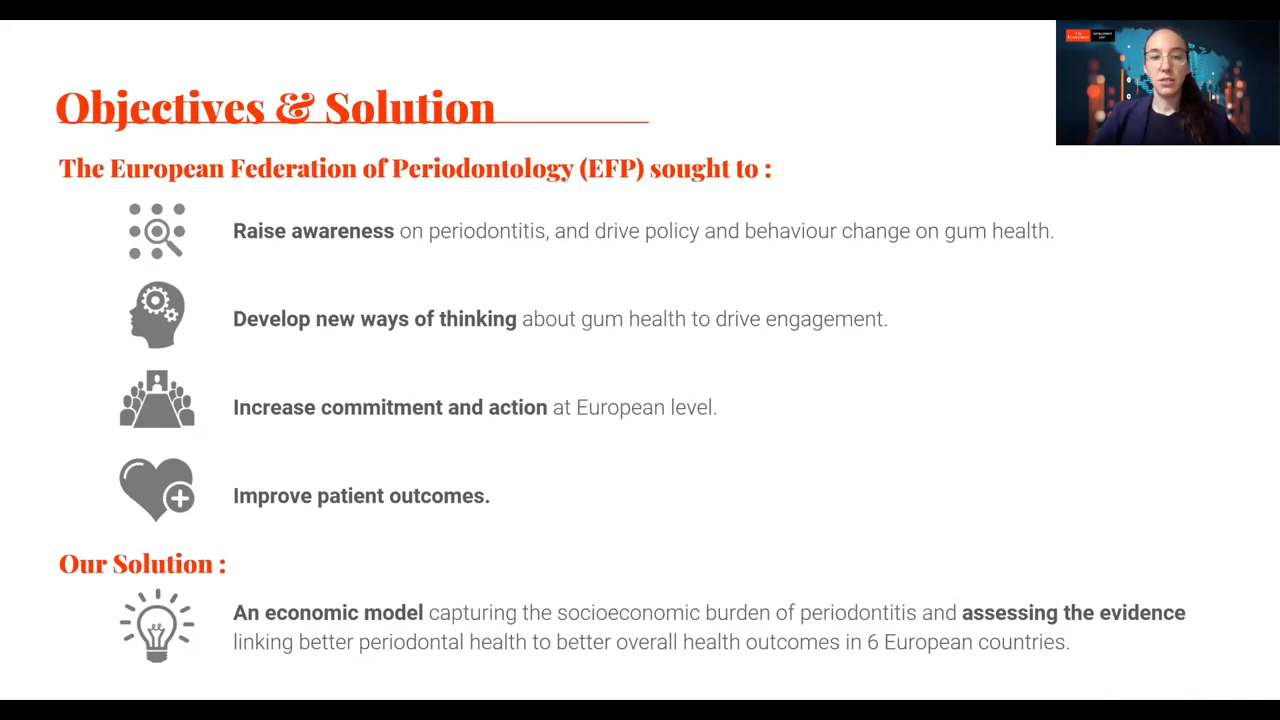 Objectives & Solution
The European Federation of Periodontology (EFP) sought to :
Raise awareness on periodontitis, and drive policy and behaviour change on gum health.
Develop new ways of thinking about gum health to drive engagement.
Increase commitment and action at European level.
Improve patient outcomes.
Our Solution :
An economic model capturing the socioeconomic burden of periodontitis and assessing the evidence
linking better periodontal health to better overall health outcomes in 6 European countries.